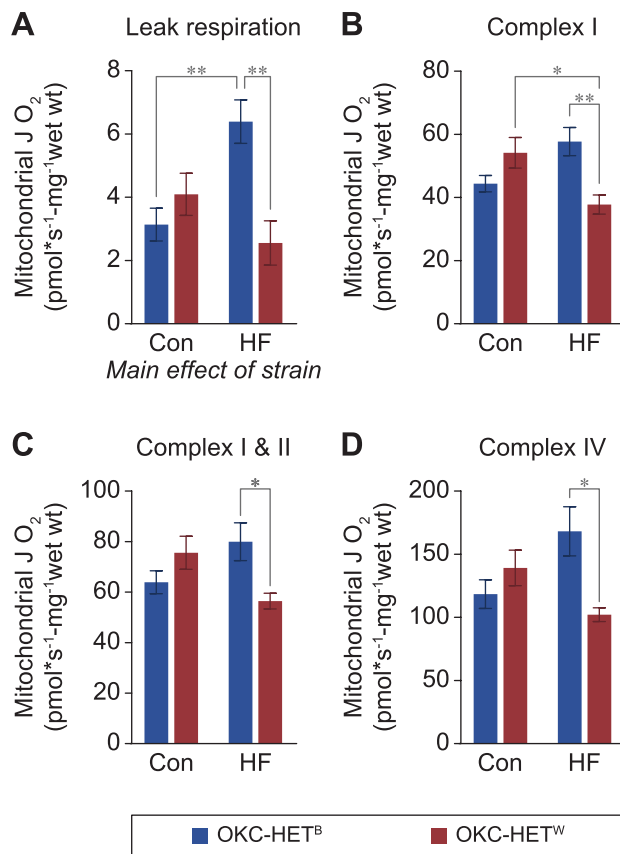 A Leak respiration
Mitochondrial J O₂
(pmol*s⁻¹-mg⁻¹wet wt)
8
6
4
2
0
** **
Con HF
Main effect of strain
B Complex I
Mitochondrial J O₂
(pmol*s⁻¹-mg⁻¹wet wt)
80
60
40
20
0
*
**
Con HF
C Complex I & II
Mitochondrial J O₂
(pmol*s⁻¹-mg⁻¹wet wt)
100
80
60
40
20
0
*
Con HF
D Complex IV
Mitochondrial J O₂
(pmol*s⁻¹-mg⁻¹wet wt)
200
150
100
50
0
*
Con HF
OKC-HETᴮ OKC-HETᵂ